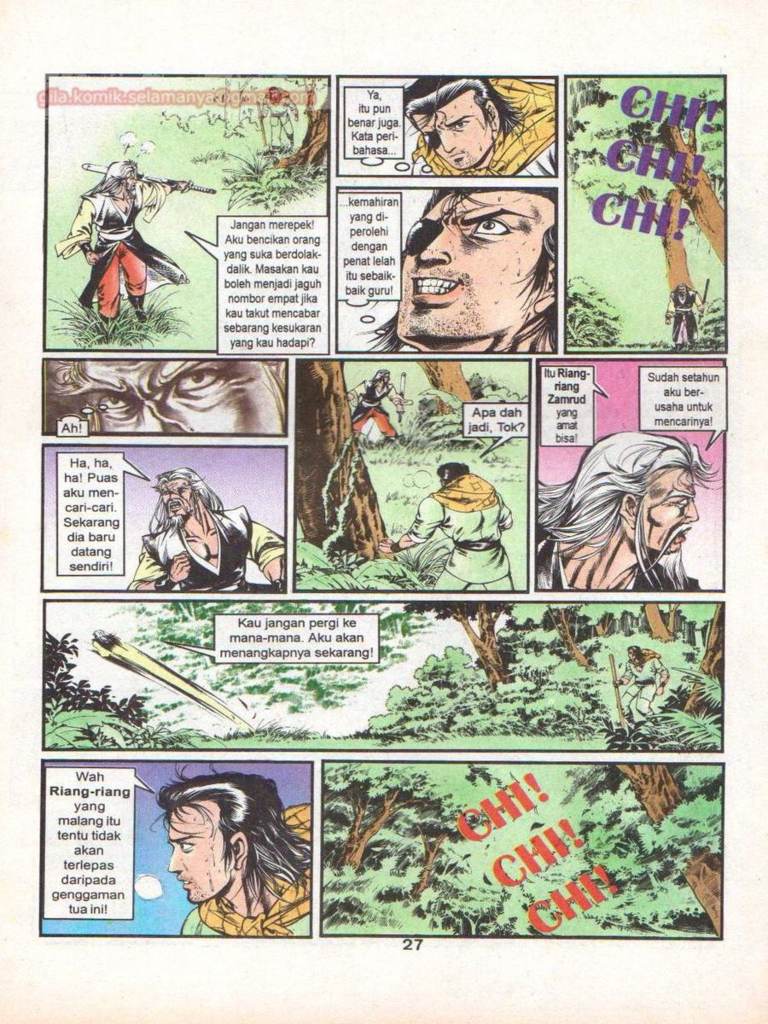 gila.komik.selamanya@gmail.com
Jangan merepek!
Aku bencikan orang
yang suka berdolak-
dalik. Masakan kau
boleh menjadi jaguh
nombor empat jika
kau takut mencabar
sebarang kesukaran
yang kau hadapi?
Ya,
itu pun
benar juga.
Kata peri-
bahasa...
...kemahiran
yang di-
perolehi
dengan
penat lelah
itu sebaik-
baik guru!
CHI!
CHI!
CHI!
Ah!
Ha, ha,
ha! Puas
aku men-
cari-cari.
Sekarang
dia baru
datang
sendiri!
Apa dah
jadi, Tok?
Itu Riang-
riang
Zamrud
yang
amat
bisa!
Sudah setahun
aku ber-
usaha untuk
mencarinya!
Kau jangan pergi ke
mana-mana. Aku akan
menangkapnya sekarang!
Wah
Riang-riang
yang
malang itu
tentu tidak
akan
terlepas
daripada
genggaman
tua ini!
CHI!
CHI!
CHI!
27